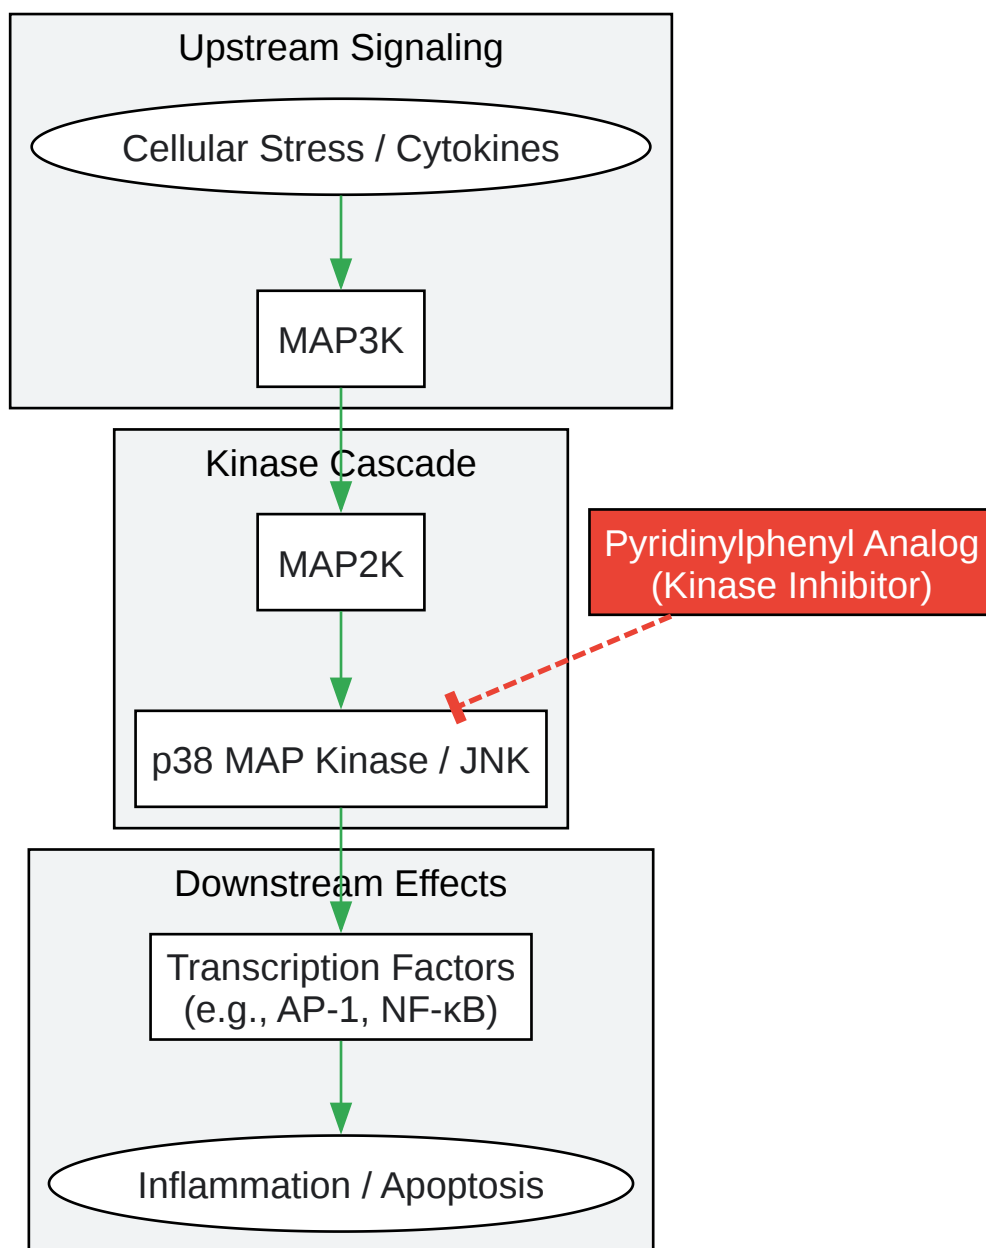 Upstream Signaling
Cellular Stress / Cytokines
MAP3K
Kinase Cascade
MAP2K
Pyridinylphenyl Analog
(Kinase Inhibitor)
p38 MAP Kinase / JNK
Downstream Effects
Transcription Factors
(e.g., AP-1, NF-κB)
Inflammation / Apoptosis